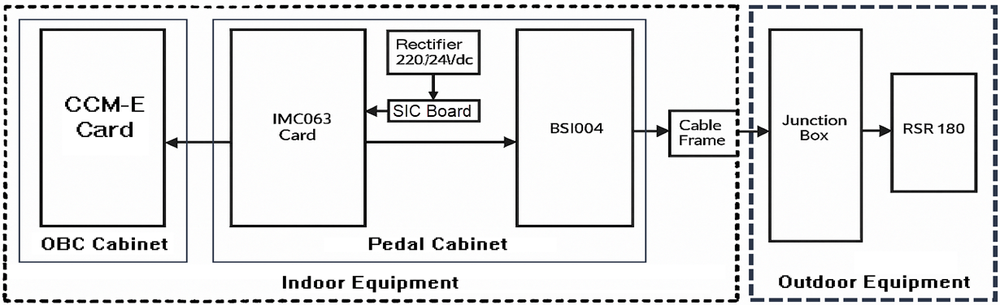 CCM-E
Card
IMC063
Card
Rectifier
220/24Vdc
SIC Board
BSI004
Cable
Frame
Junction
Box
RSR 180
OBC Cabinet
Pedal Cabinet
Indoor Equipment
Outdoor Equipment